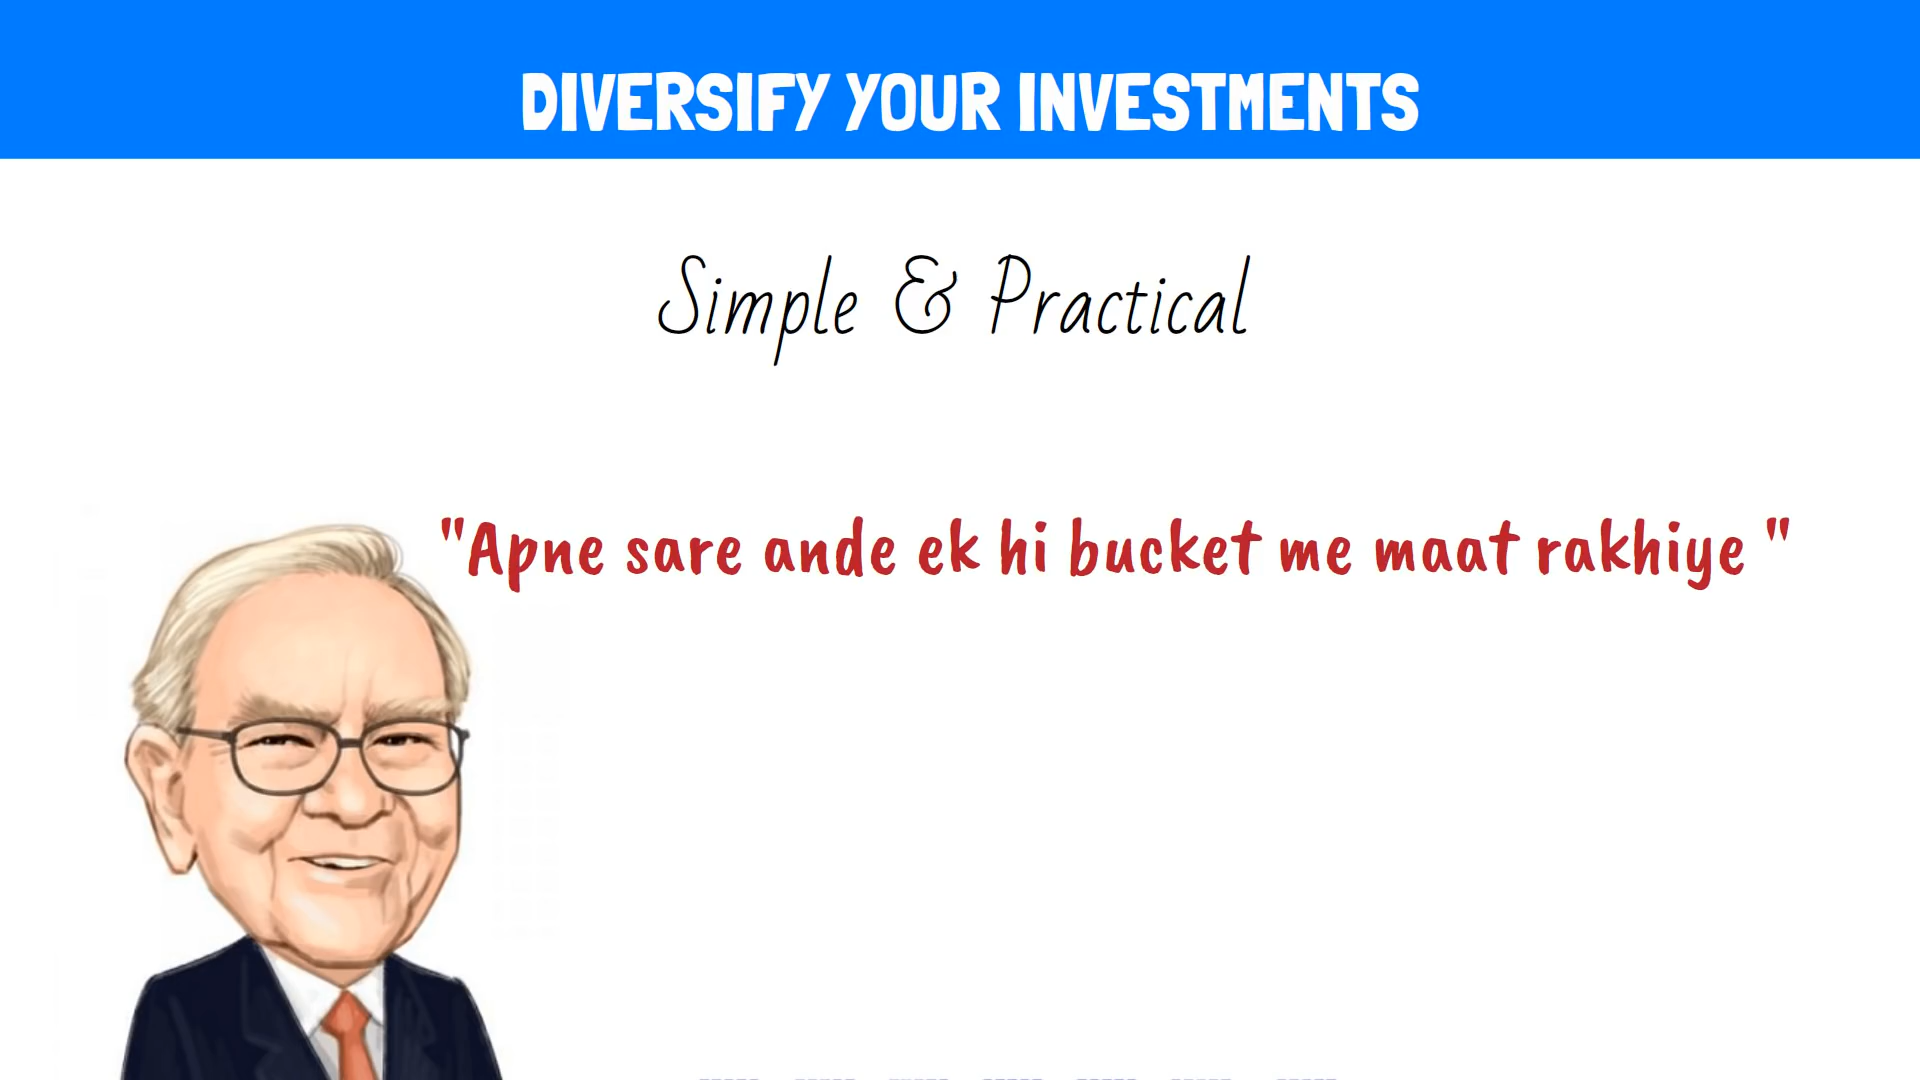 DIVERSIFY YOUR INVESTMENTS
Simple & Practical
"Apne sare ande ek hi bucket me maat rakhiye "